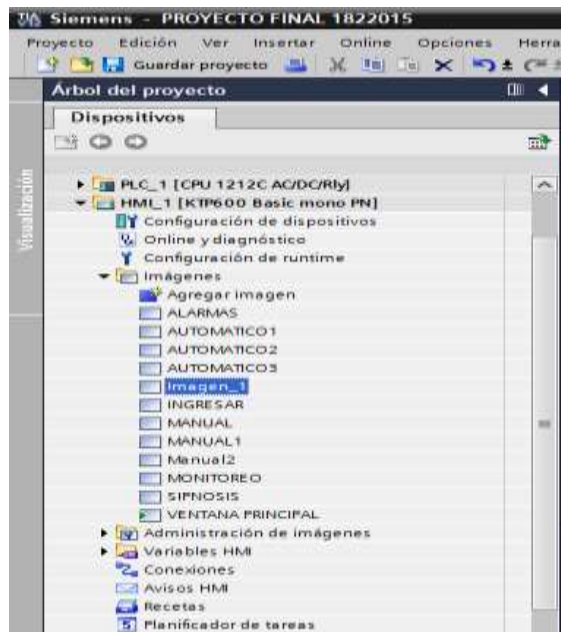 Siemens - PROYECTO FINAL 1822015
Proyecto Edición Ver Insertar Online Opciones Herra
Guardar proyecto
Árbol del proyecto
Dispositivos
Visualización
PLC_1 [CPU 1212C AC/DC/Rly]
HMI_1 [KTP600 Basic mono PN]
Configuración de dispositivos
Online y diagnóstico
Configuración de runtime
Imágenes
Agregar imagen
ALARMAS
AUTOMATICO1
AUTOMATICO2
AUTOMATICO3
Imagen_1
INGRESAR
MANUAL
MANUAL1
Manual2
MONITOREO
SIPNOSIS
VENTANA PRINCIPAL
Administración de imágenes
Variables HMI
Conexiones
Avisos HMI
Recetas
Planificador de tareas